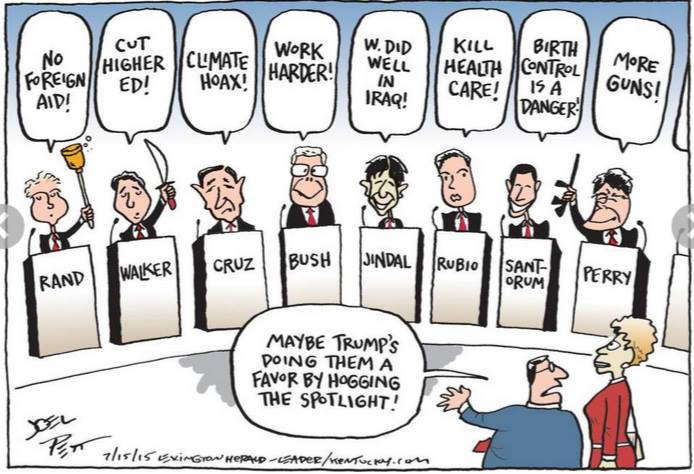 NO
FOREIGN
AID!
CUT
HIGHER
ED!
CLIMATE
HOAX!
WORK
HARDER!
W. DID
WELL
IN
IRAQ!
KILL
HEALTH
CARE!
BIRTH
CONTROL
IS A
DANGER!
MORE
GUNS!
RAND
WALKER
CRUZ
BUSH
JINDAL
RUBIO
SANT-
ORUM
PERRY
MAYBE TRUMP'S
DOING THEM A
FAVOR BY HOGGING
THE SPOTLIGHT!
JOEL
PETT
7/15/15 LEXINGTON HERALD-LEADER/KENTUCKY.COM